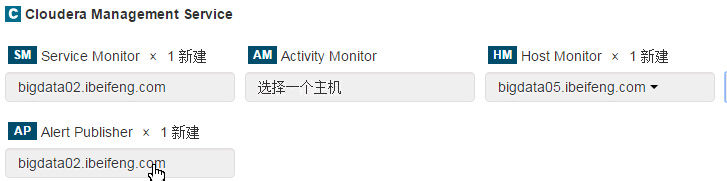 C Cloudera Management Service
SM Service Monitor × 1 新建 AM Activity Monitor HM Host Monitor × 1 新建
bigdata02.ibeifeng.com 选择一个主机 bigdata05.ibeifeng.com
AP Alert Publisher × 1 新建
bigdata02.ibeifeng.com